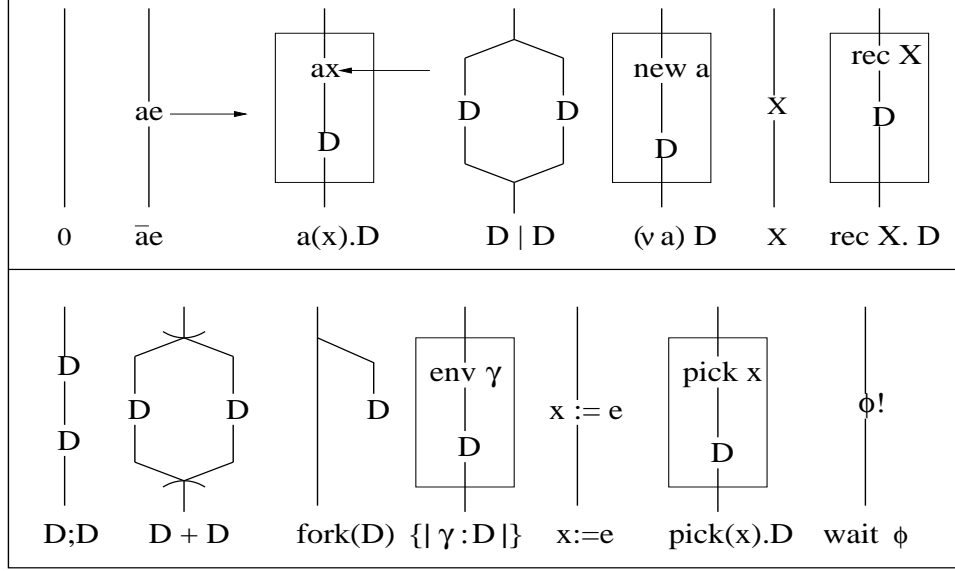 ax new a rec X
ae D D D X D
D
0 āe a(x).D D | D (ν a) D X rec X. D
D env γ pick x
D D D D x := e ϕ!
D D D
D;D D + D fork(D) {| γ : D |} x:=e pick(x).D wait ϕ